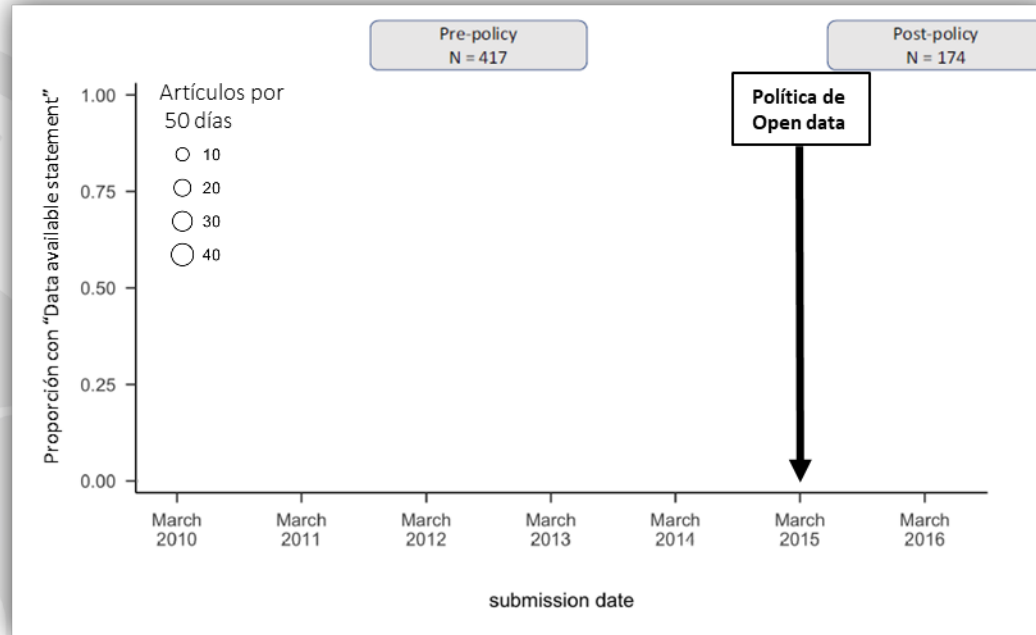 Pre-policy
N = 417
Post-policy
N = 174
Política de
Open data
Artículos por
50 días
10
20
30
40
Proporción con “Data available statement”
1.00
0.75
0.50
0.25
0.00
March
2010
March
2011
March
2012
March
2013
March
2014
March
2015
March
2016
submission date